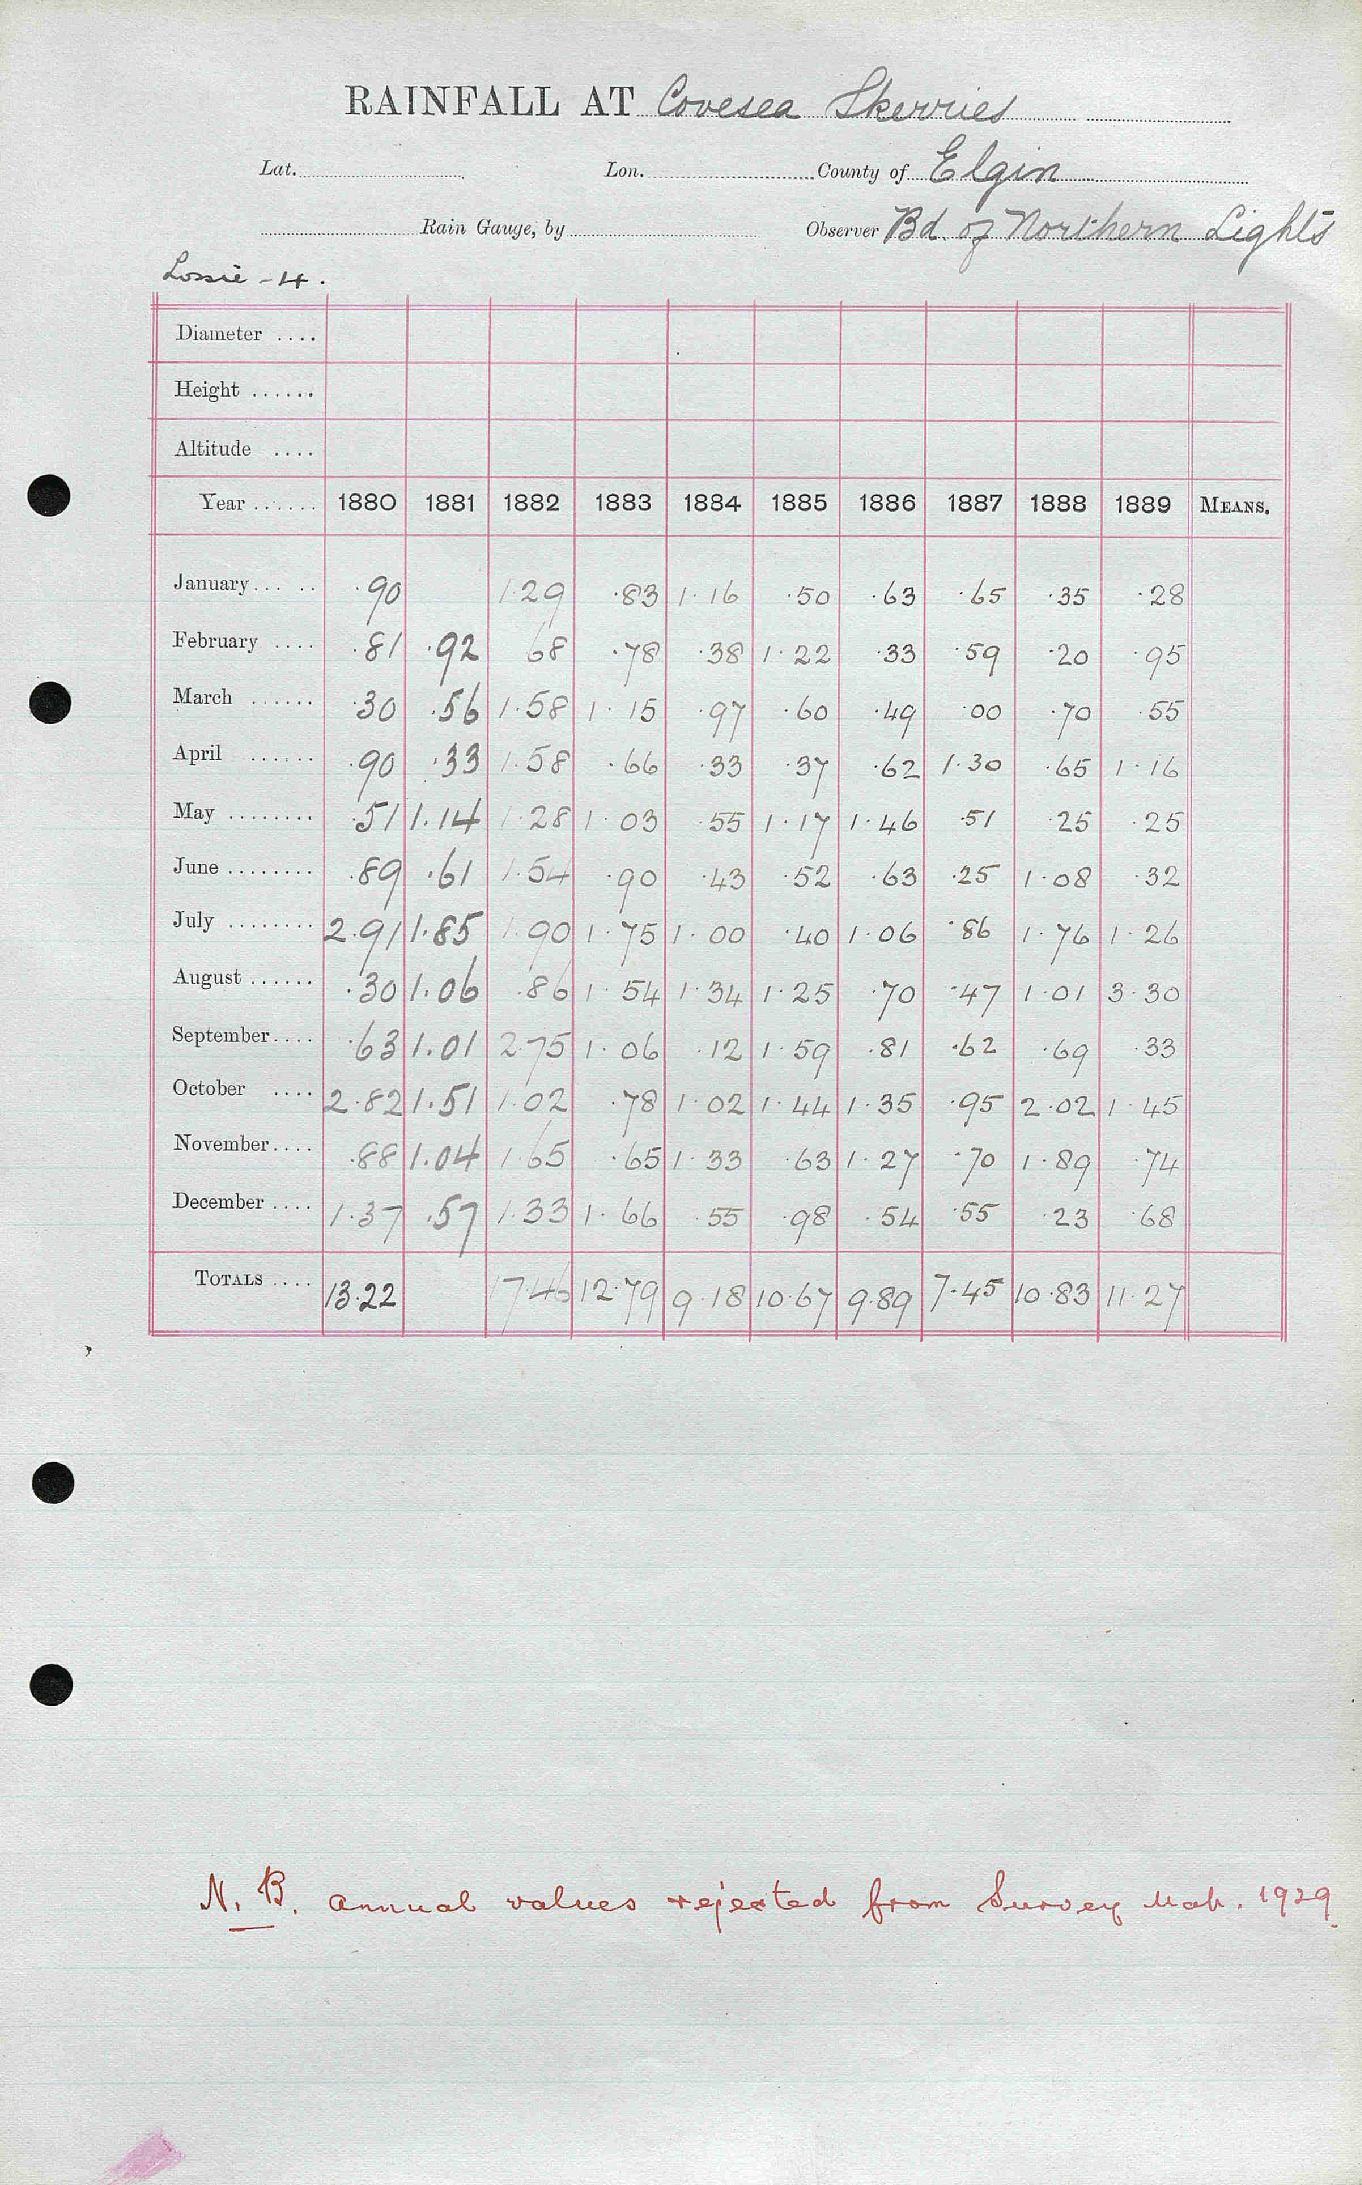 RAINFALL AT Covesea Skerries
Lat. Lon. County of Elgin
Rain Gauge, by Observer Bd. of Northern Lights
Lossie - 4.
Diameter ....
Height ......
Altitude ....
Year ...... 1880 1881 1882 1883 1884 1885 1886 1887 1888 1889 MEANS.
January... .. .90 1.29 .83 1.16 .50 .63 .65 .35 .28
February .... .81 .92 68 .78 .38 1.22 .33 .59 .20 .95
March ...... .30 .56 1.58 1.15 .97 .60 .49 .00 .70 .55
April ...... .90 .33 1.58 .66 .33 .37 .62 1.30 .65 1.16
May ........ .51 1.14 1.28 1.03 .55 1.17 1.46 .51 .25 .25
June ........ .89 .61 1.54 .90 .43 .52 .63 .25 1.08 .32
July ........ 2.91 1.85 1.90 1.75 1.00 .40 1.06 .86 1.76 1.26
August ...... .30 1.06 .86 1.54 1.34 1.25 .70 .47 1.01 3.30
September.... .63 1.01 2.75 1.06 .12 1.59 .81 .62 .69 .33
October .... 2.82 1.51 1.02 .78 1.02 1.44 1.35 .95 2.02 1.45
November.... .88 1.04 1.65 .65 1.33 .63 1.27 .70 1.89 .74
December .... 1.37 .57 1.33 1.66 .55 .98 .54 .55 .23 .68
TOTALS .... 13.22 17.46 12.79 9.18 10.67 9.89 7.45 10.83 11.27
N.B. Annual values rejected from Survey Map. 1929